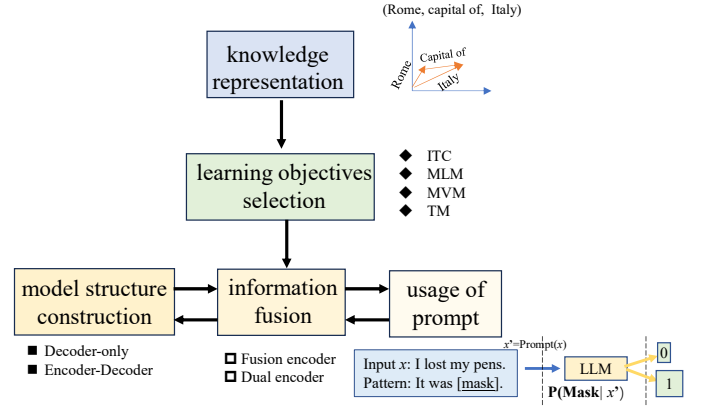 (Rome, capital of, Italy)
knowledge
representation
Rome
Capital of
Italy
learning objectives
selection
◆ ITC
◆ MLM
◆ MVM
◆ TM
model structure
construction
information
fusion
usage of
prompt
■ Decoder-only
■ Encoder-Decoder
□ Fusion encoder
□ Dual encoder
Input x: I lost my pens.
Pattern: It was [mask].
x’=Prompt(x)
LLM
P(Mask| x’)
0
1